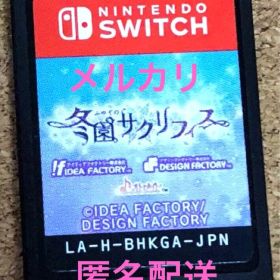 NINTENDO
SWITCH
メルカリ
冬園サクリフィス
IDEA FACTORY
DESIGN FACTORY
©IDEA FACTORY/
DESIGN FACTORY
LA-H-BHKGA-JPN
匿名配送